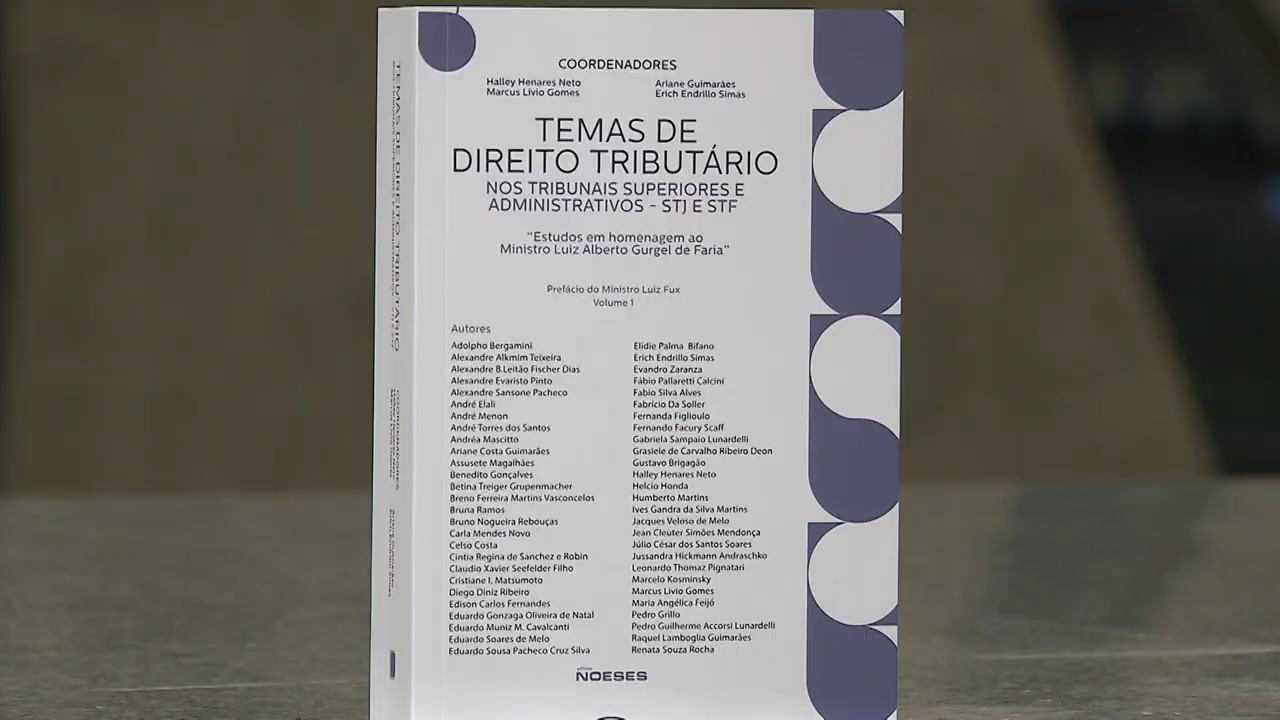 COORDENADORES
Halley Henares Neto
Marcus Livio Gomes
Ariane Guimarães
Erich Endrillo Simas
TEMAS DE
DIREITO TRIBUTÁRIO
NOS TRIBUNAIS SUPERIORES E
ADMINISTRATIVOS - STJ E STF
"Estudos em homenagem ao
Ministro Luiz Alberto Gurgel de Faria"
Prefácio do Ministro Luiz Fux
Volume 1
Autores
Adolpho Bergamini
Alexandre Alkmim Teixeira
Alexandre B.Leitão Fischer Dias
Alexandre Evaristo Pinto
Alexandre Sansone Pacheco
André Elali
André Menon
André Torres dos Santos
Andréa Mascitto
Ariane Costa Guimarães
Assusete Magalhães
Benedito Gonçalves
Betina Treiger Grupenmacher
Breno Ferreira Martins Vasconcelos
Bruna Ramos
Bruno Nogueira Rebouças
Carla Mendes Novo
Celso Costa
Cintia Regina de Sanchez e Robin
Claudio Xavier Seefelder Filho
Cristiane I. Matsumoto
Diego Diniz Ribeiro
Edison Carlos Fernandes
Eduardo Gonzaga Oliveira de Natal
Eduardo Muniz M. Cavalcanti
Eduardo Soares de Melo
Eduardo Sousa Pacheco Cruz Silva
Elidie Palma Bifano
Erich Endrillo Simas
Evandro Zaranza
Fábio Pallaretti Calcini
Fabio Silva Alves
Fabrício Da Soller
Fernanda Figlioulo
Fernando Facury Scaff
Gabriela Sampaio Lunardelli
Grasiele de Carvalho Ribeiro Deon
Gustavo Brigagão
Halley Henares Neto
Helcio Honda
Humberto Martins
Ives Gandra da Silva Martins
Jacques Veloso de Melo
Jean Cleuter Simões Mendonça
Júlio César dos Santos Soares
Jussandra Hickmann Andraschko
Leonardo Thomaz Pignatari
Marcelo Kosminsky
Marcus Livio Gomes
Maria Angélica Feijó
Pedro Grillo
Pedro Guilherme Accorsi Lunardelli
Raquel Lamboglia Guimarães
Renata Souza Rocha
editora
NOESES
TEMAS DE DIREITO TRIBUTÁRIO
COORDENADORES